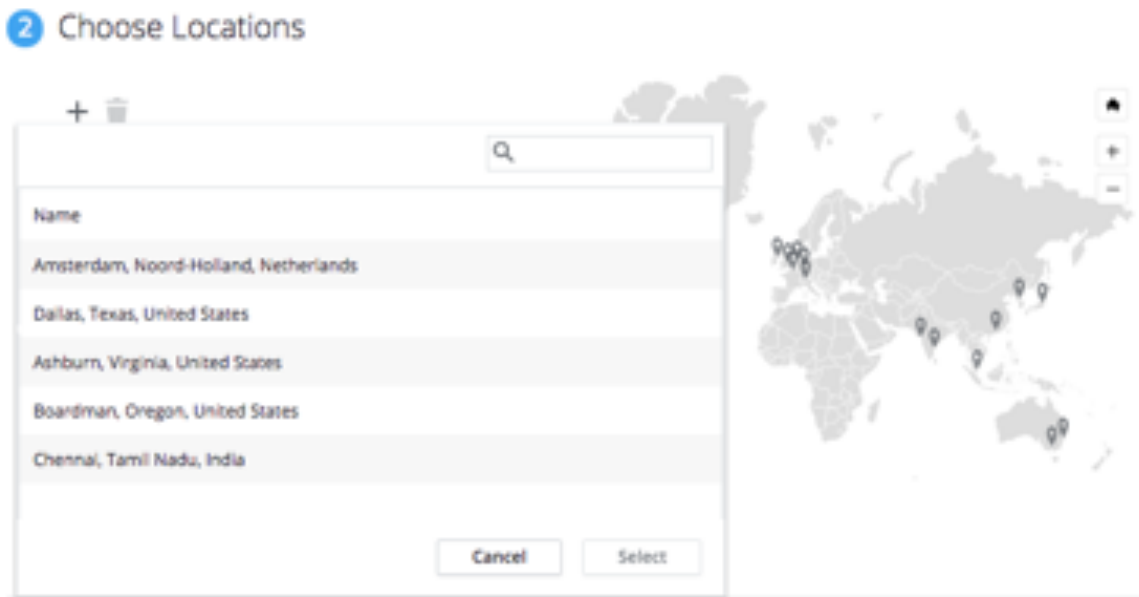 2 Choose Locations
Name
Amsterdam, Noord-Holland, Netherlands
Dallas, Texas, United States
Ashburn, Virginia, United States
Boardman, Oregon, United States
Chennai, Tamil Nadu, India
Cancel Select